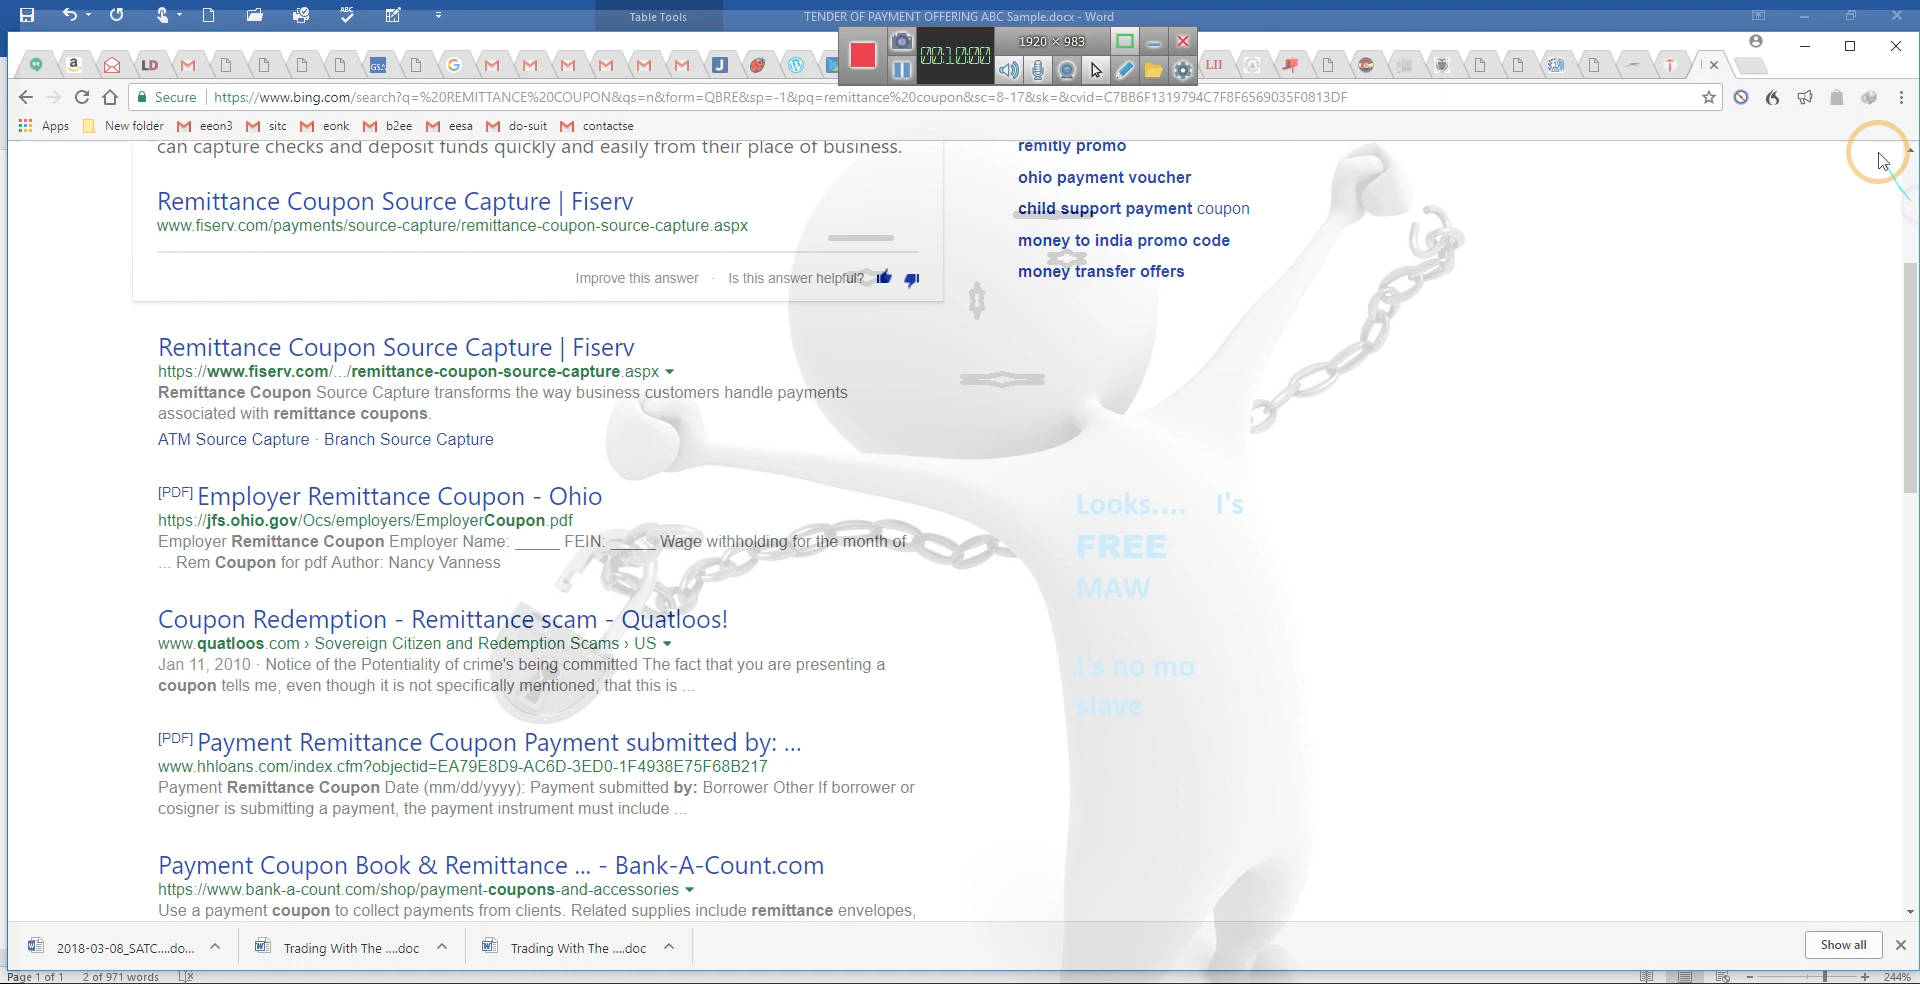 Table Tools
TENDER OF PAYMENT OFFERING ABC Sample.docx - Word
00:10:00
1920 × 983
LD
GSA
LII
Secure
https://www.bing.com/search?q=%20REMITTANCE%20COUPON&qs=n&form=QBRE&sp=-1&pq=remittance%20coupon&sc=8-17&sk=&cvid=C7BB6F1319794C7F8F6569035F0813DF
Apps New folder eeon3 sitc eonk b2ee eesa do-suit contactse
can capture checks and deposit funds quickly and easily from their place of business.
Remittance Coupon Source Capture | Fiserv
www.fiserv.com/payments/source-capture/remittance-coupon-source-capture.aspx
Improve this answer · Is this answer helpful?
remitly promo
ohio payment voucher
child support payment coupon
money to india promo code
money transfer offers
Remittance Coupon Source Capture | Fiserv
https://www.fiserv.com/.../remittance-coupon-source-capture.aspx
Remittance Coupon Source Capture transforms the way business customers handle payments
associated with remittance coupons.
ATM Source Capture · Branch Source Capture
[PDF] Employer Remittance Coupon - Ohio
https://jfs.ohio.gov/Ocs/employers/EmployerCoupon.pdf
Employer Remittance Coupon Employer Name: _____ FEIN: _____ Wage withholding for the month of
... Rem Coupon for pdf Author: Nancy Vanness
Coupon Redemption - Remittance scam - Quatloos!
www.quatloos.com › Sovereign Citizen and Redemption Scams › US
Jan 11, 2010 · Notice of the Potentiality of crime's being committed The fact that you are presenting a
coupon tells me, even though it is not specifically mentioned, that this is ...
[PDF] Payment Remittance Coupon Payment submitted by: ...
www.hhloans.com/index.cfm?objectid=EA79E8D9-AC6D-3ED0-1F4938E75F68B217
Payment Remittance Coupon Date (mm/dd/yyyy): Payment submitted by: Borrower Other If borrower or
cosigner is submitting a payment, the payment instrument must include ...
Payment Coupon Book & Remittance ... - Bank-A-Count.com
https://www.bank-a-count.com/shop/payment-coupons-and-accessories
Use a payment coupon to collect payments from clients. Related supplies include remittance envelopes,
Looks.... I's
FREE
MAW
I's no mo
slave
2018-03-08_SATC....do...
Trading With The ....doc
Trading With The ....doc
Show all
Page 1 of 1 2 of 971 words
244%